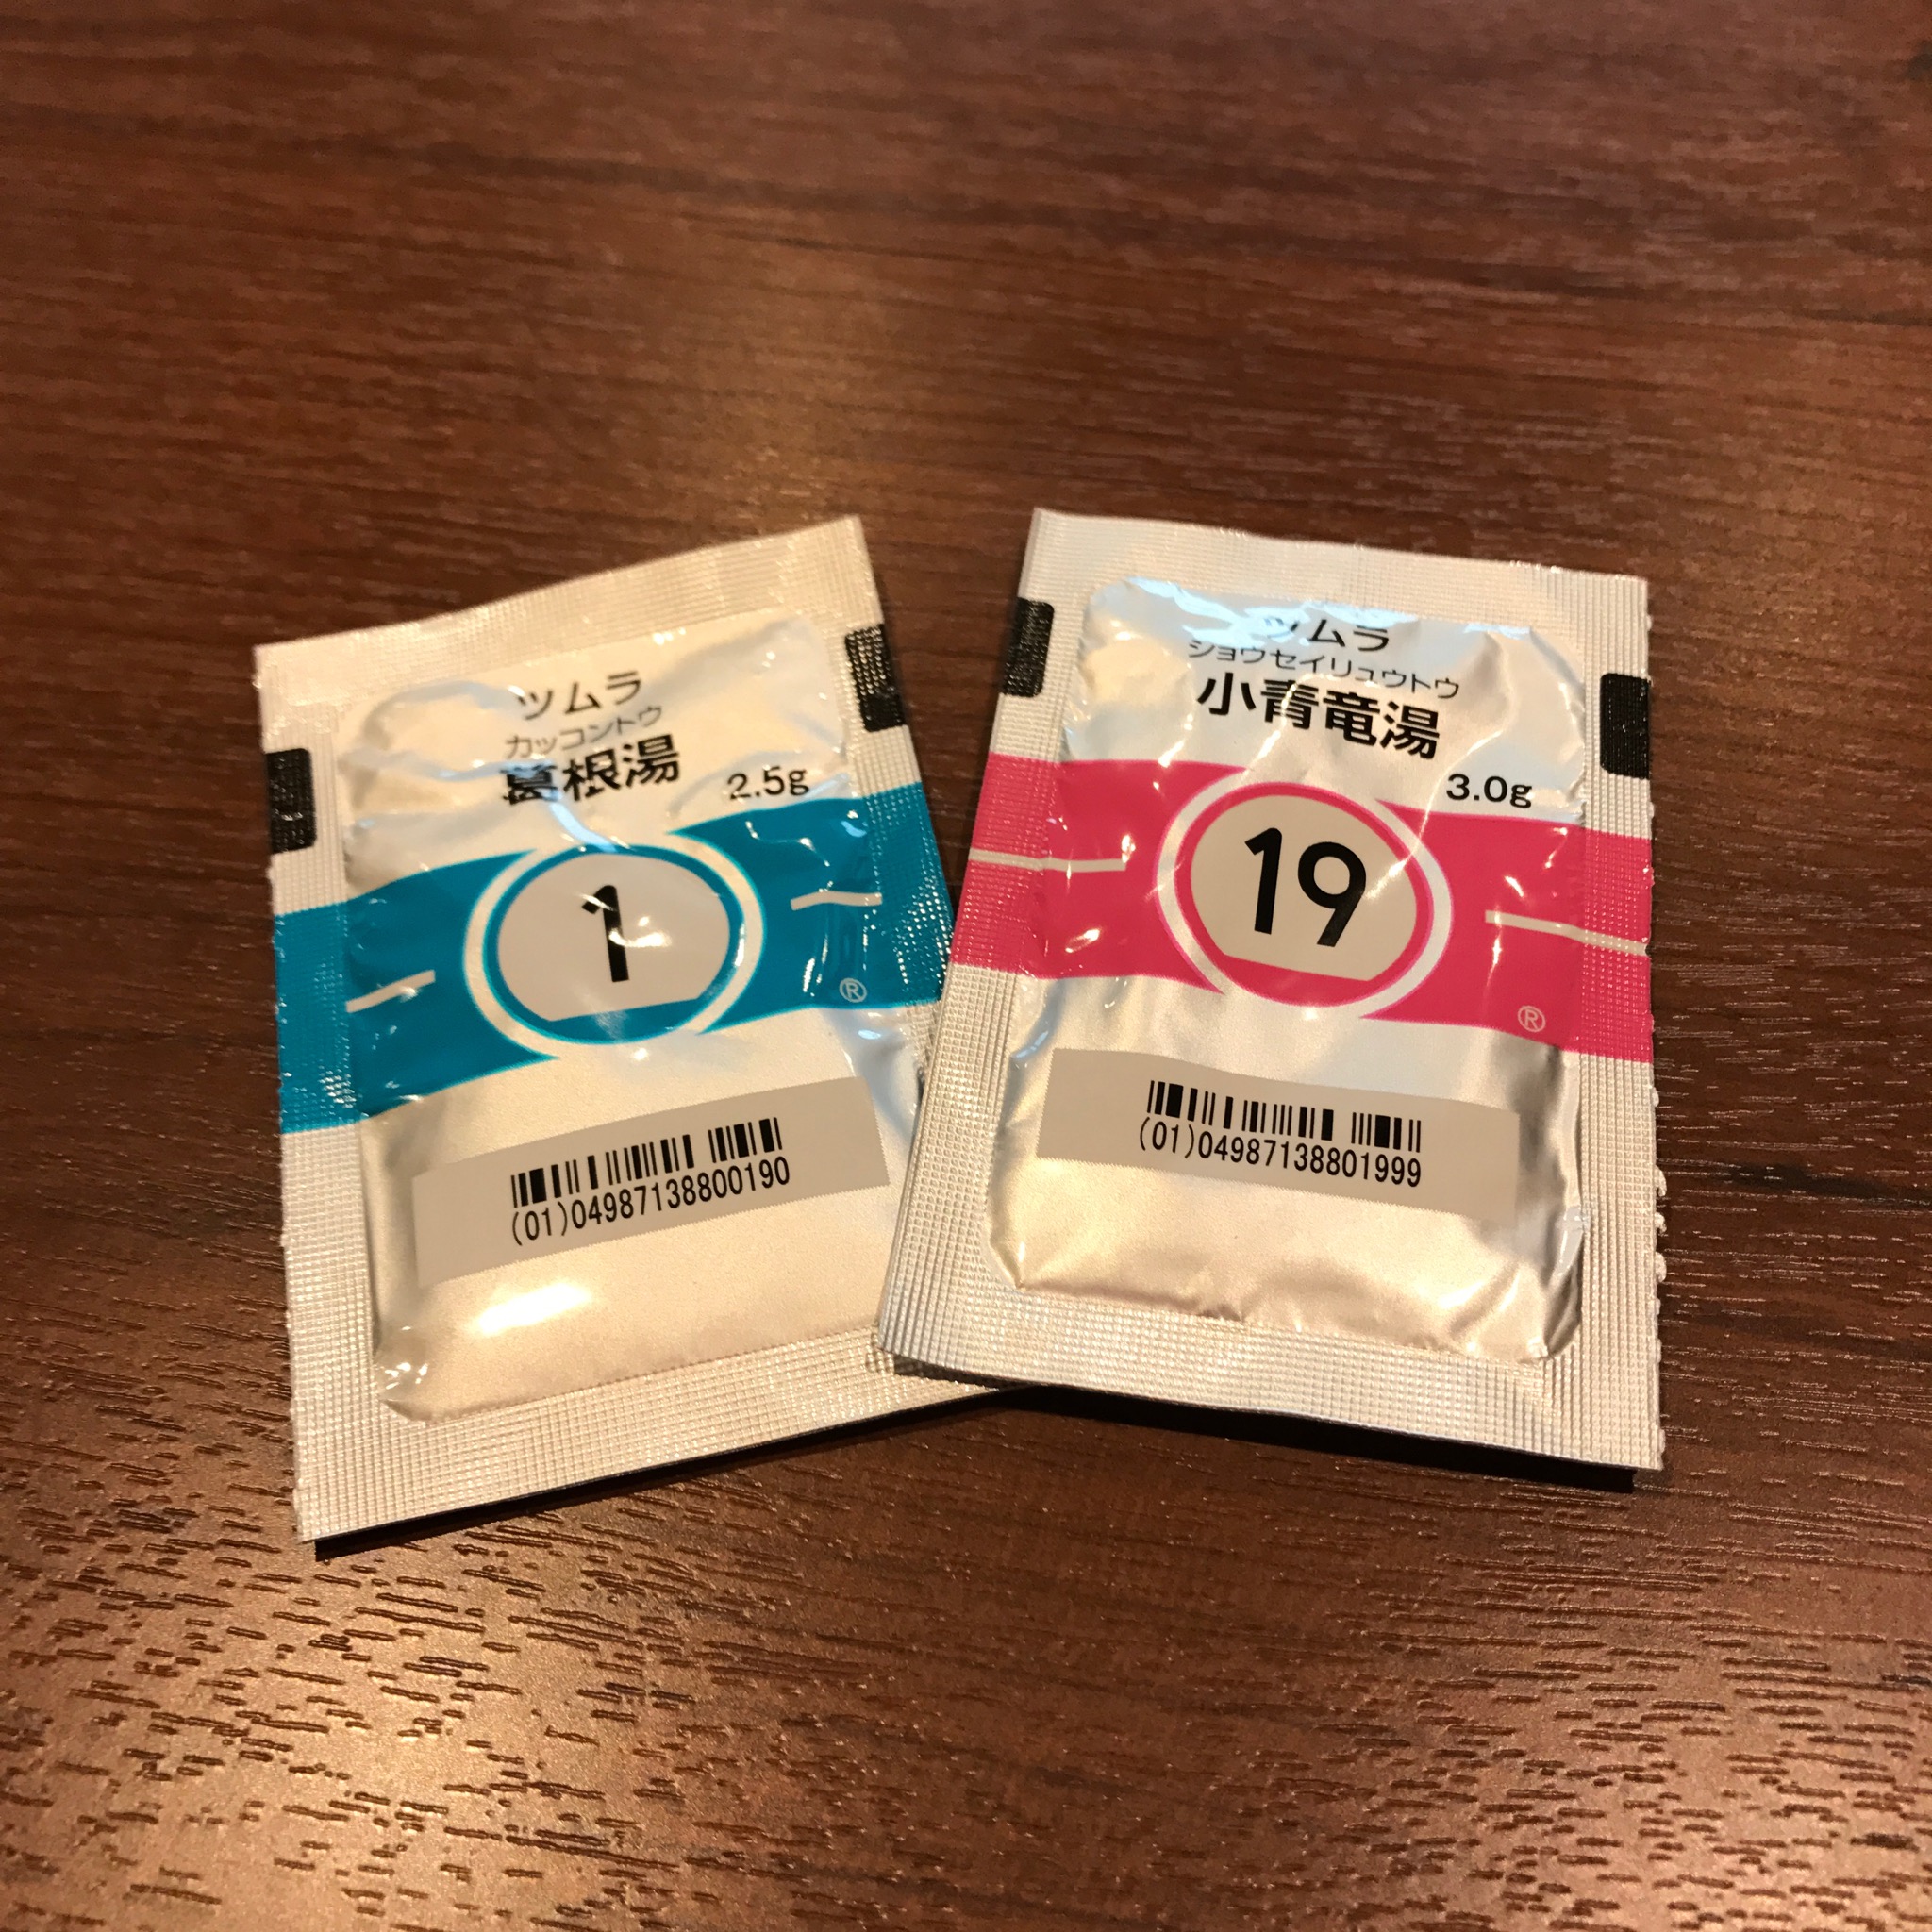 ツムラ
カッコントウ
葛根湯
2.5g
1
®
(01)04987138800190
ツムラ
ショウセイリュウトウ
小青竜湯
3.0g
19
®
(01)04987138801999